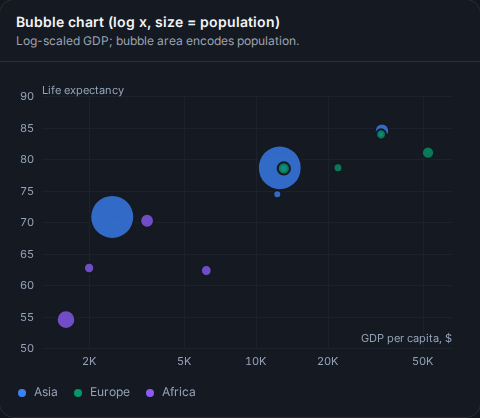 Bubble chart (log x, size = population)
Log-scaled GDP; bubble area encodes population.
Life expectancy
90
85
80
75
70
65
60
55
50
GDP per capita, $
2K 5K 10K 20K 50K
Asia Europe Africa